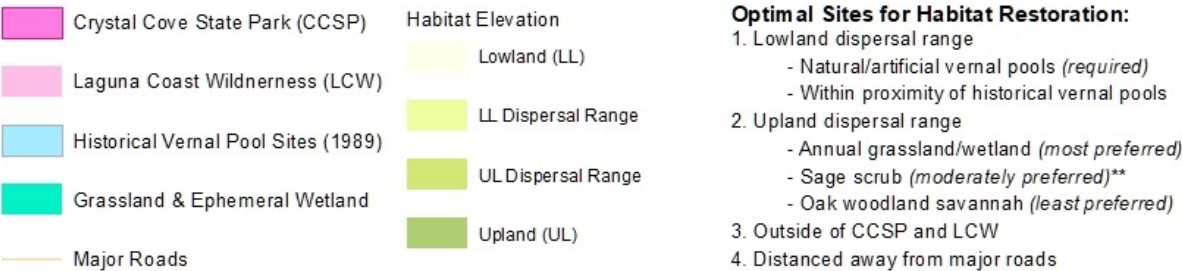 Crystal Cove State Park (CCSP)
Laguna Coast Wildnerness (LCW)
Historical Vernal Pool Sites (1989)
Grassland & Ephemeral Wetland
Major Roads
Habitat Elevation
Lowland (LL)
LL Dispersal Range
UL Dispersal Range
Upland (UL)
Optimal Sites for Habitat Restoration:
1. Lowland dispersal range
- Natural/artificial vernal pools (required)
- Within proximity of historical vernal pools
2. Upland dispersal range
- Annual grassland/wetland (most preferred)
- Sage scrub (moderately preferred)**
- Oak woodland savannah (least preferred)
3. Outside of CCSP and LCW
4. Distanced away from major roads